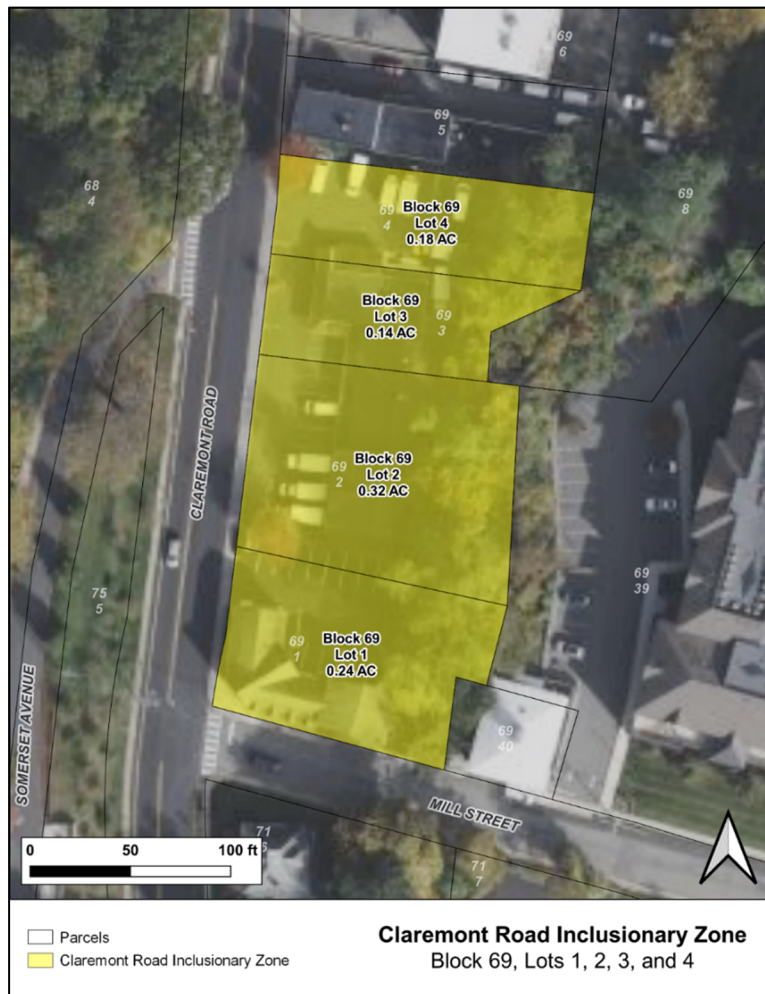 69
6
69
5
68
4
69
8
Block 69
Lot 4
0.18 AC
69
4
Block 69
Lot 3
0.14 AC
69
3
CLAREMONT ROAD
Block 69
Lot 2
0.32 AC
69
2
69
39
75
5
Block 69
Lot 1
0.24 AC
69
1
SOMERSET AVENUE
69
40
MILL STREET
0 50 100 ft
71
6
71
7
Parcels
Claremont Road Inclusionary Zone
Claremont Road Inclusionary Zone
Block 69, Lots 1, 2, 3, and 4